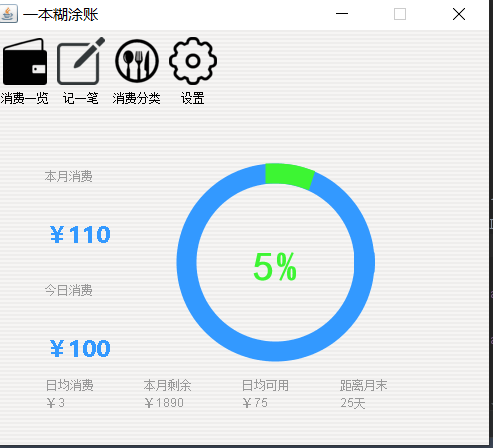 一本糊涂账
消费一览 记一笔 消费分类 设置
本月消费
￥110
5%
今日消费
￥100
日均消费 本月剩余 日均可用 距离月末
￥3 ￥1890 ￥75 25天